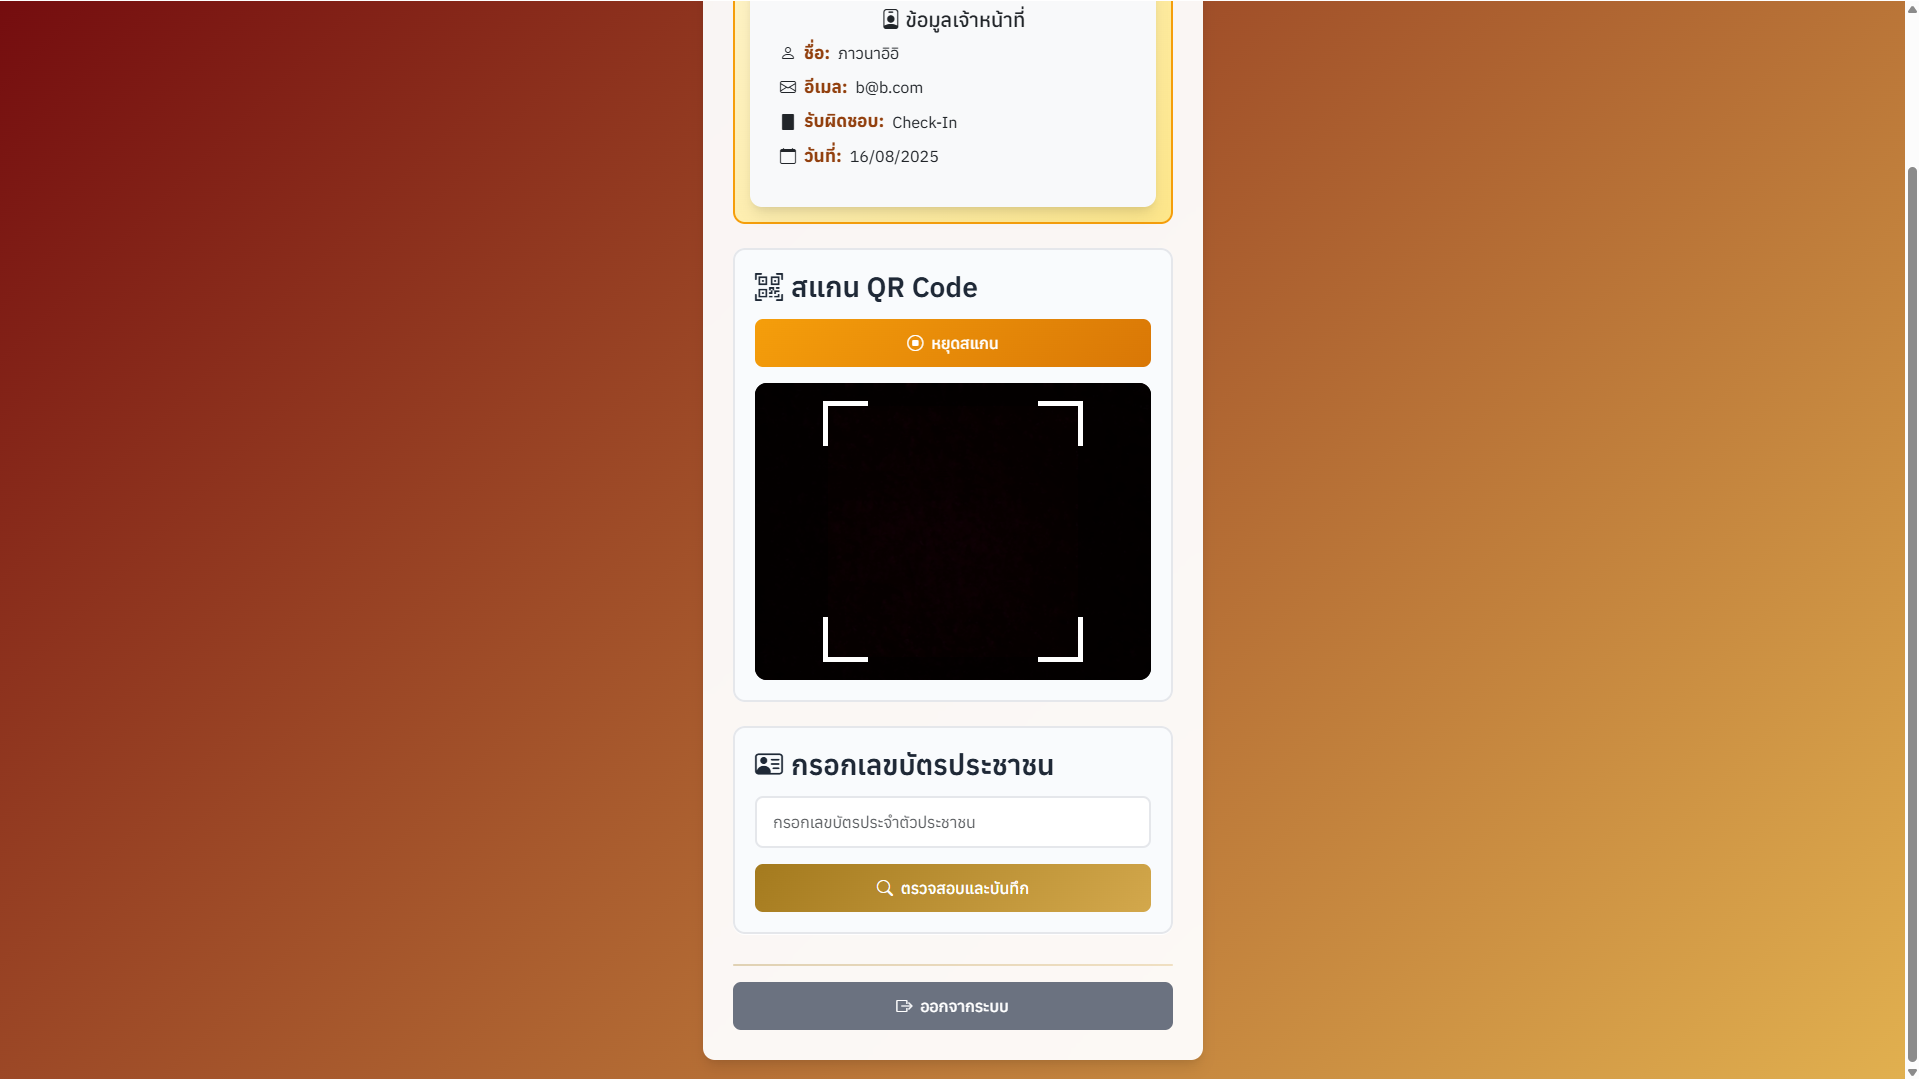 ข้อมูลเจ้าหน้าที่
ชื่อ: ภาวนาอิอิ
อีเมล: b@b.com
รับผิดชอบ: Check-In
วันที่: 16/08/2025
สแกน QR Code
หยุดสแกน
กรอกเลขบัตรประชาชน
กรอกเลขบัตรประจำตัวประชาชน
ตรวจสอบและบันทึก
ออกจากระบบ